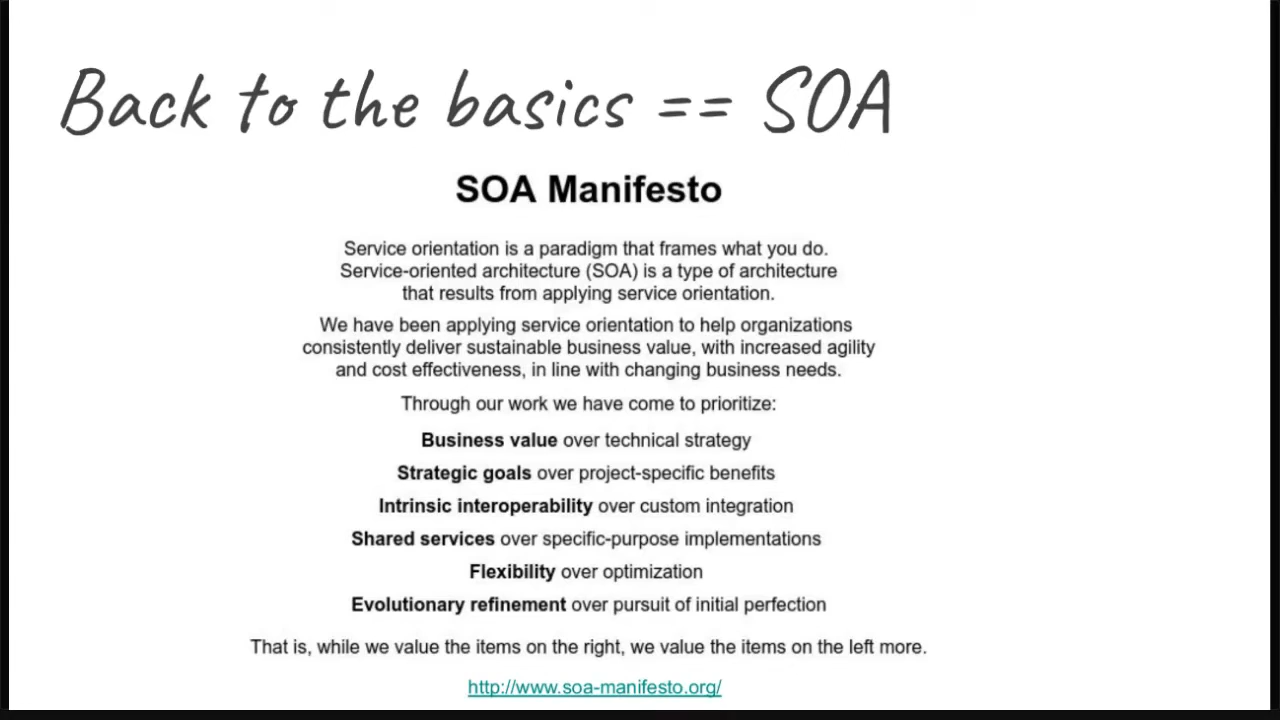 Back to the basics == SOA
SOA Manifesto
Service orientation is a paradigm that frames what you do.
Service-oriented architecture (SOA) is a type of architecture
that results from applying service orientation.
We have been applying service orientation to help organizations
consistently deliver sustainable business value, with increased agility
and cost effectiveness, in line with changing business needs.
Through our work we have come to prioritize:
Business value over technical strategy
Strategic goals over project-specific benefits
Intrinsic interoperability over custom integration
Shared services over specific-purpose implementations
Flexibility over optimization
Evolutionary refinement over pursuit of initial perfection
That is, while we value the items on the right, we value the items on the left more.
http://www.soa-manifesto.org/